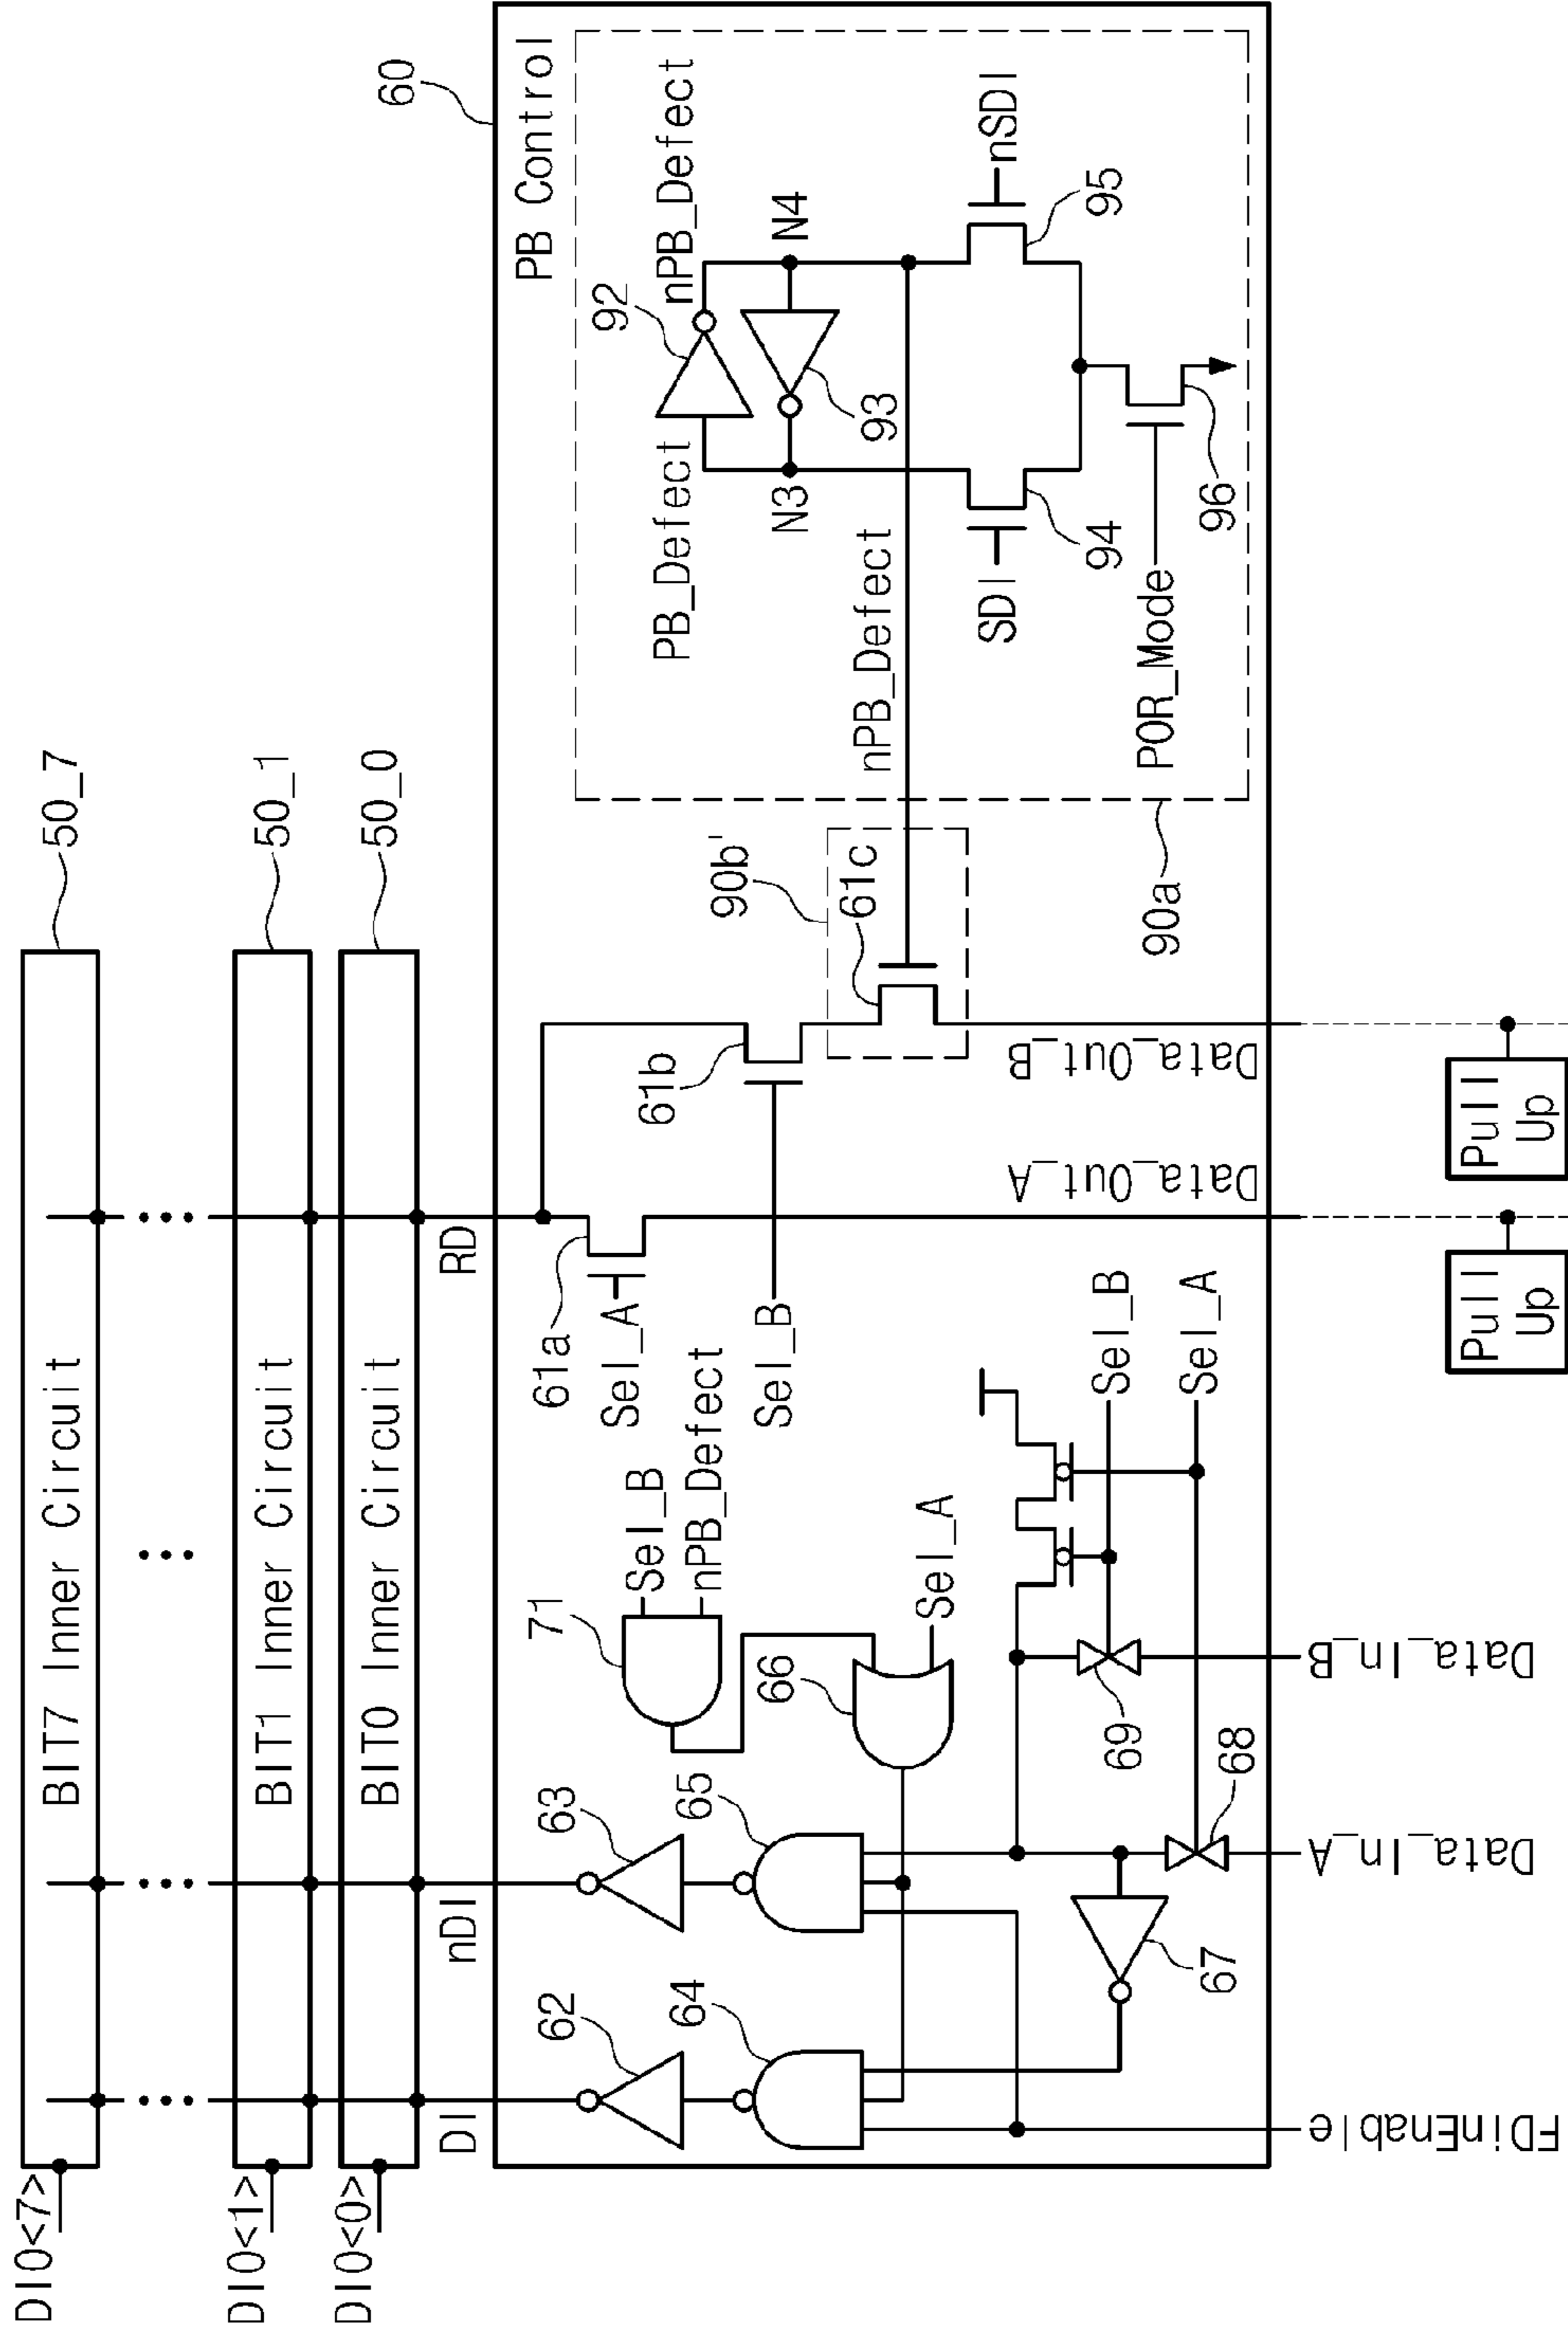 DIO<7>
BIT7 Inner Circuit
50_7
DIO<1>
BIT1 Inner Circuit
50_1
DIO<0>
BIT0 Inner Circuit
50_0
60
DI
nDI
RD
PB Control
62
63
71
Sel_B
nPB_Defect
61a
Sel_A
61b
Sel_B
90b'
61c
64
65
66
Sel_A
67
68
69
Sel_B
Sel_A
PB_Defect
92
nPB_Defect
N3
93
N4
nPB_Defect
SDI
94
nSDI
95
POR_Mode
96
90a
FDinEnable
Data_In_A
Data_In_B
Data_Out_A
Data_Out_B
Pull
Up
Pull
Up